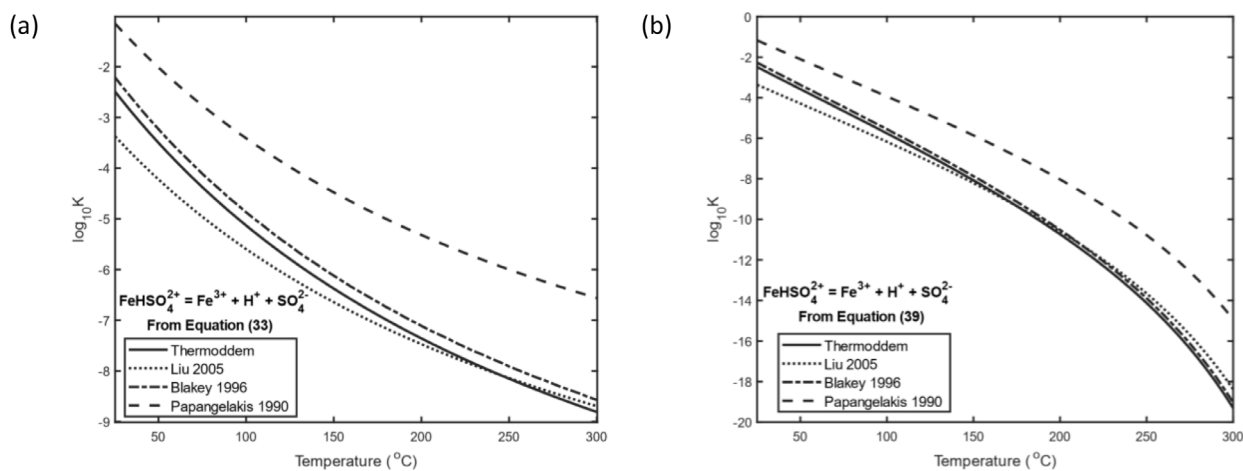 (a)
-2
-3
-4
-5
-6
-7
-8
-9
log₁₀K
50 100 150 200 250 300
Temperature (°C)
FeHSO₄²⁺ = Fe³⁺ + H⁺ + SO₄²⁻
From Equation (33)
Thermoddem
Liu 2005
Blakey 1996
Papangelakis 1990
(b)
0
-2
-4
-6
-8
-10
-12
-14
-16
-18
-20
log₁₀K
50 100 150 200 250 300
Temperature (°C)
FeHSO₄²⁺ = Fe³⁺ + H⁺ + SO₄²⁻
From Equation (39)
Thermoddem
Liu 2005
Blakey 1996
Papangelakis 1990